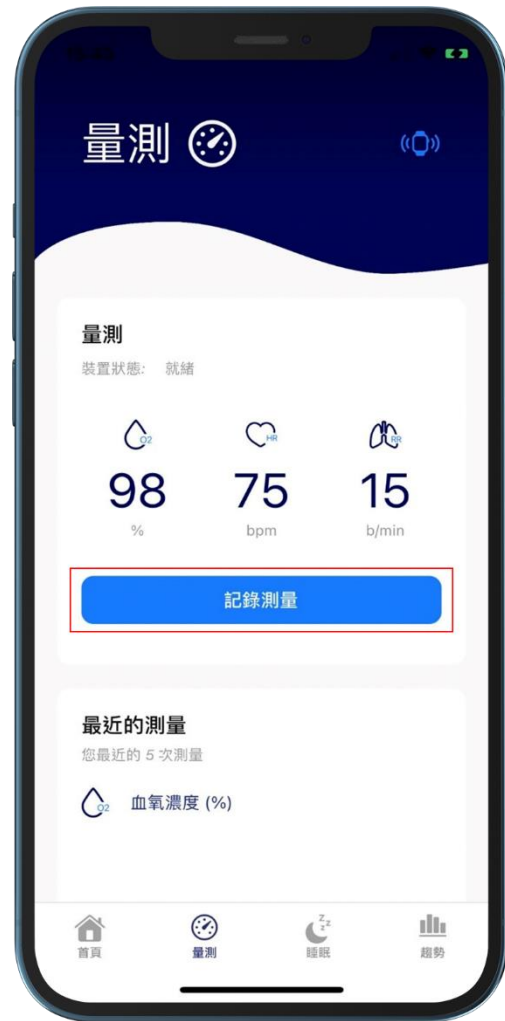 量測
量測
裝置狀態: 就緒
O2 HR RR
98 75 15
% bpm b/min
記錄測量
最近的測量
您最近的 5 次測量
O2 血氧濃度 (%)
z z z
首頁 量測 睡眠 趨勢